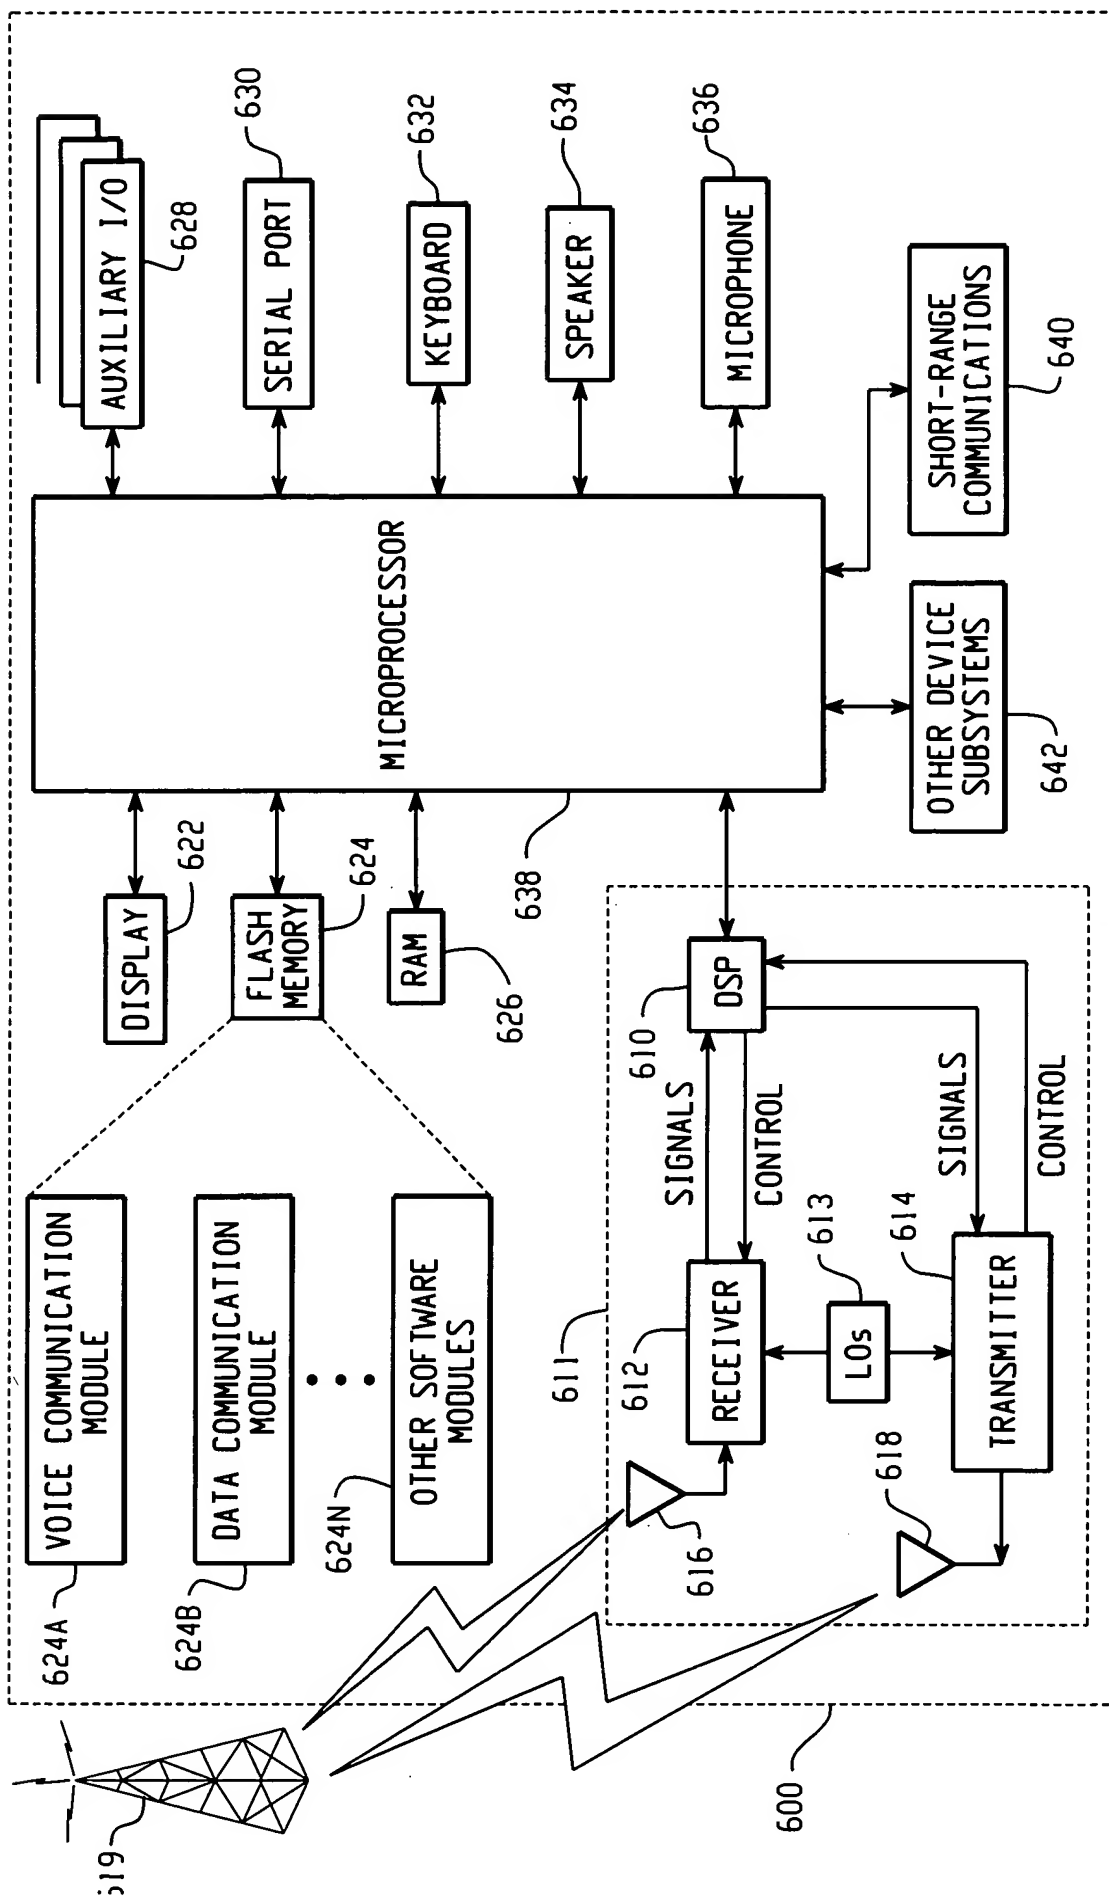 624A
VOICE COMMUNICATION
MODULE
624B
DATA COMMUNICATION
MODULE
624N
OTHER SOFTWARE
MODULES
DISPLAY
622
FLASH
MEMORY
624
RAM
626
MICROPROCESSOR
638
AUXILIARY I/O
628
SERIAL PORT
630
KEYBOARD
632
SPEAKER
634
MICROPHONE
636
SHORT-RANGE
COMMUNICATIONS
640
OTHER DEVICE
SUBSYSTEMS
642
611
616
612
RECEIVER
SIGNALS
CONTROL
610
DSP
LOs
613
618
TRANSMITTER
614
SIGNALS
CONTROL
600